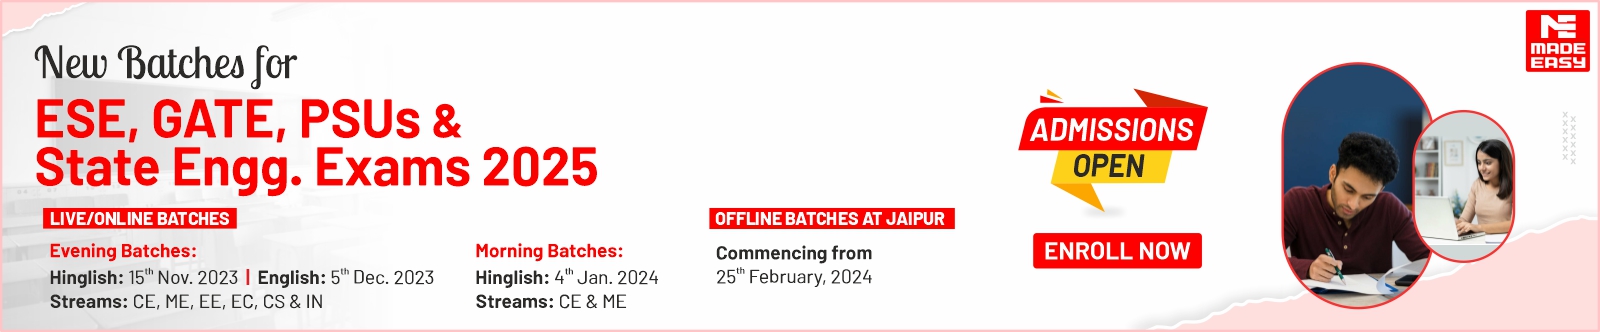 New Batches for
ESE, GATE, PSUs &
State Engg. Exams 2025
LIVE/ONLINE BATCHES
Evening Batches:
Hinglish: 15th Nov. 2023 | English: 5th Dec. 2023
Streams: CE, ME, EE, EC, CS & IN
Morning Batches:
Hinglish: 4th Jan. 2024
Streams: CE & ME
OFFLINE BATCHES AT JAIPUR
Commencing from
25th February, 2024
ADMISSIONS
OPEN
ENROLL NOW
ME
MADE
EASY